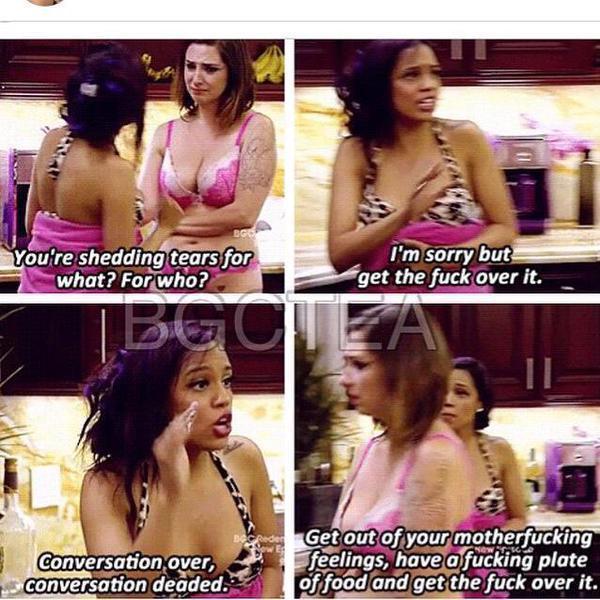 You're shedding tears for
what? For who?
I'm sorry but
get the fuck over it.
BGCTEA
Conversation over,
conversation deaded.
Get out of your motherfucking
feelings, have a fucking plate
of food and get the fuck over it.